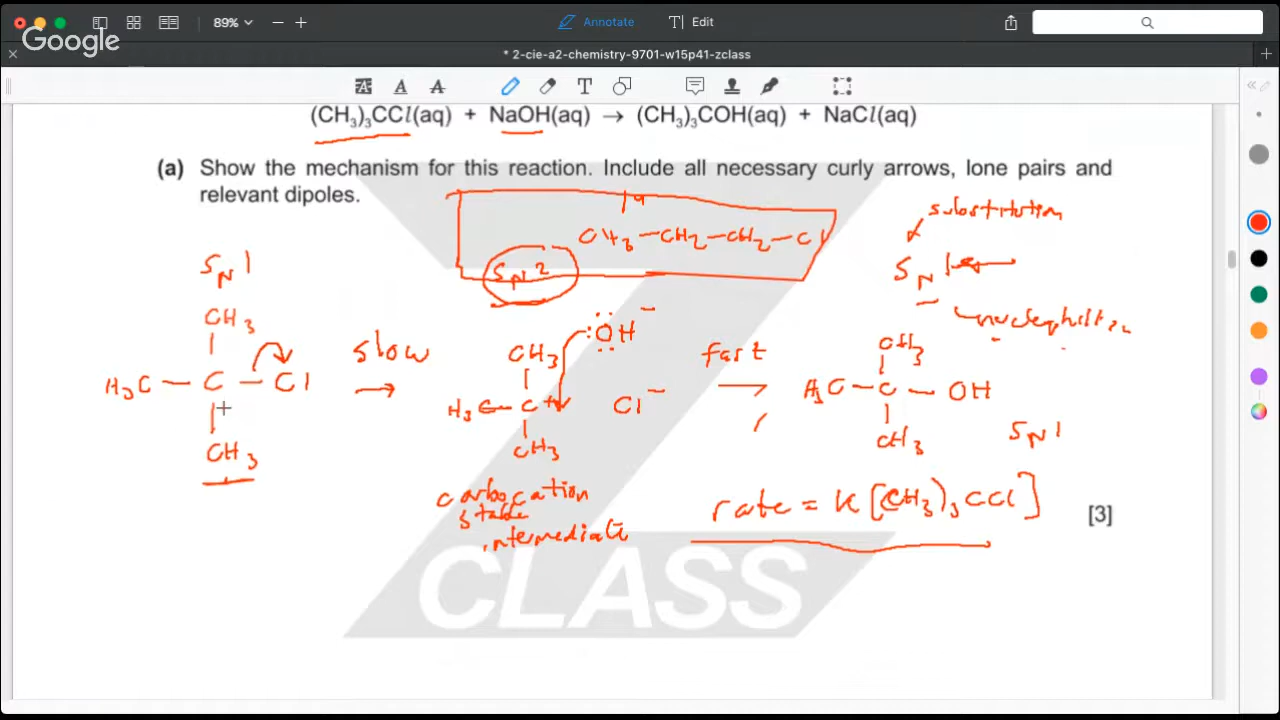 89%
Annotate
Edit
Google
* 2-cie-a2-chemistry-9701-w15p41-zclass
(CH₃)₃CCl(aq) + NaOH(aq) → (CH₃)₃COH(aq) + NaCl(aq)
(a) Show the mechanism for this reaction. Include all necessary curly arrows, lone pairs and
relevant dipoles.
substitution
CH₃—CH₂—CH₂—Cl
SN1
SN2
SN1
CH₃
H₃C — C — Cl
CH₃
slow
→
:OH⁻
CH₃
H₃C—C⁺
CH₃
Cl⁻
carbocation
stable
intermediate
fast
→
nucleophilic
CH₃
H₃C—C—OH
CH₃
SN1
rate = K[(CH₃)₃CCl]
[3]
CLASS